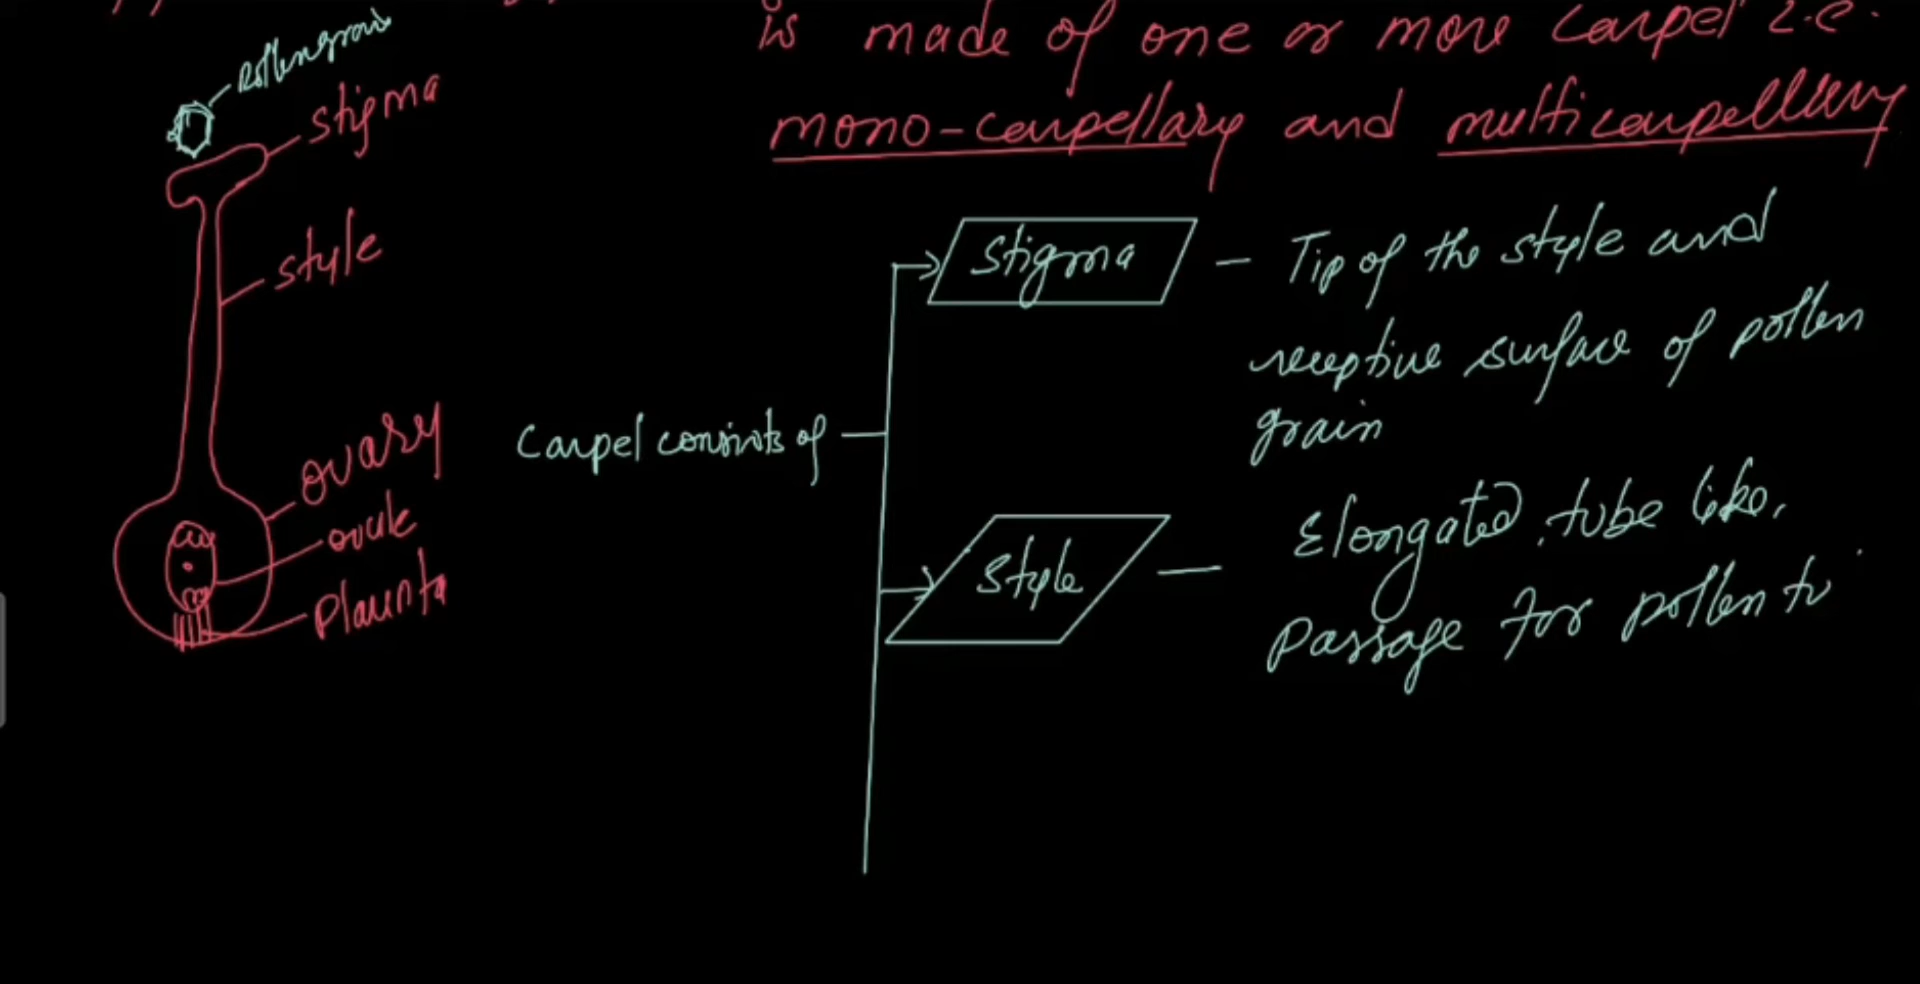 is made of one or more carpel i.e.
mono-carpellary and multicarpellary
Pollengrain
stigma
style
ovary
ovule
Placenta
Carpel consists of
Stigma - Tip of the style and
receptive surface of pollen
grain
Style - Elongated tube like,
Passage for pollen to